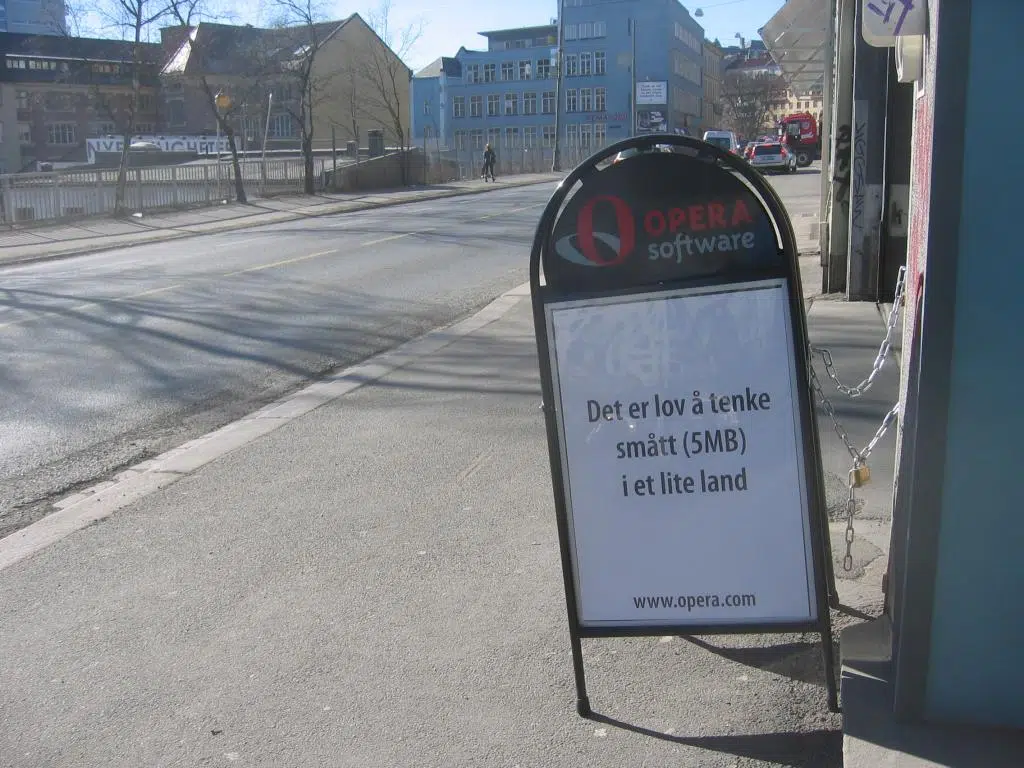 OPERA
software
Det er lov å tenke
smått (5MB)
i et lite land
www.opera.com